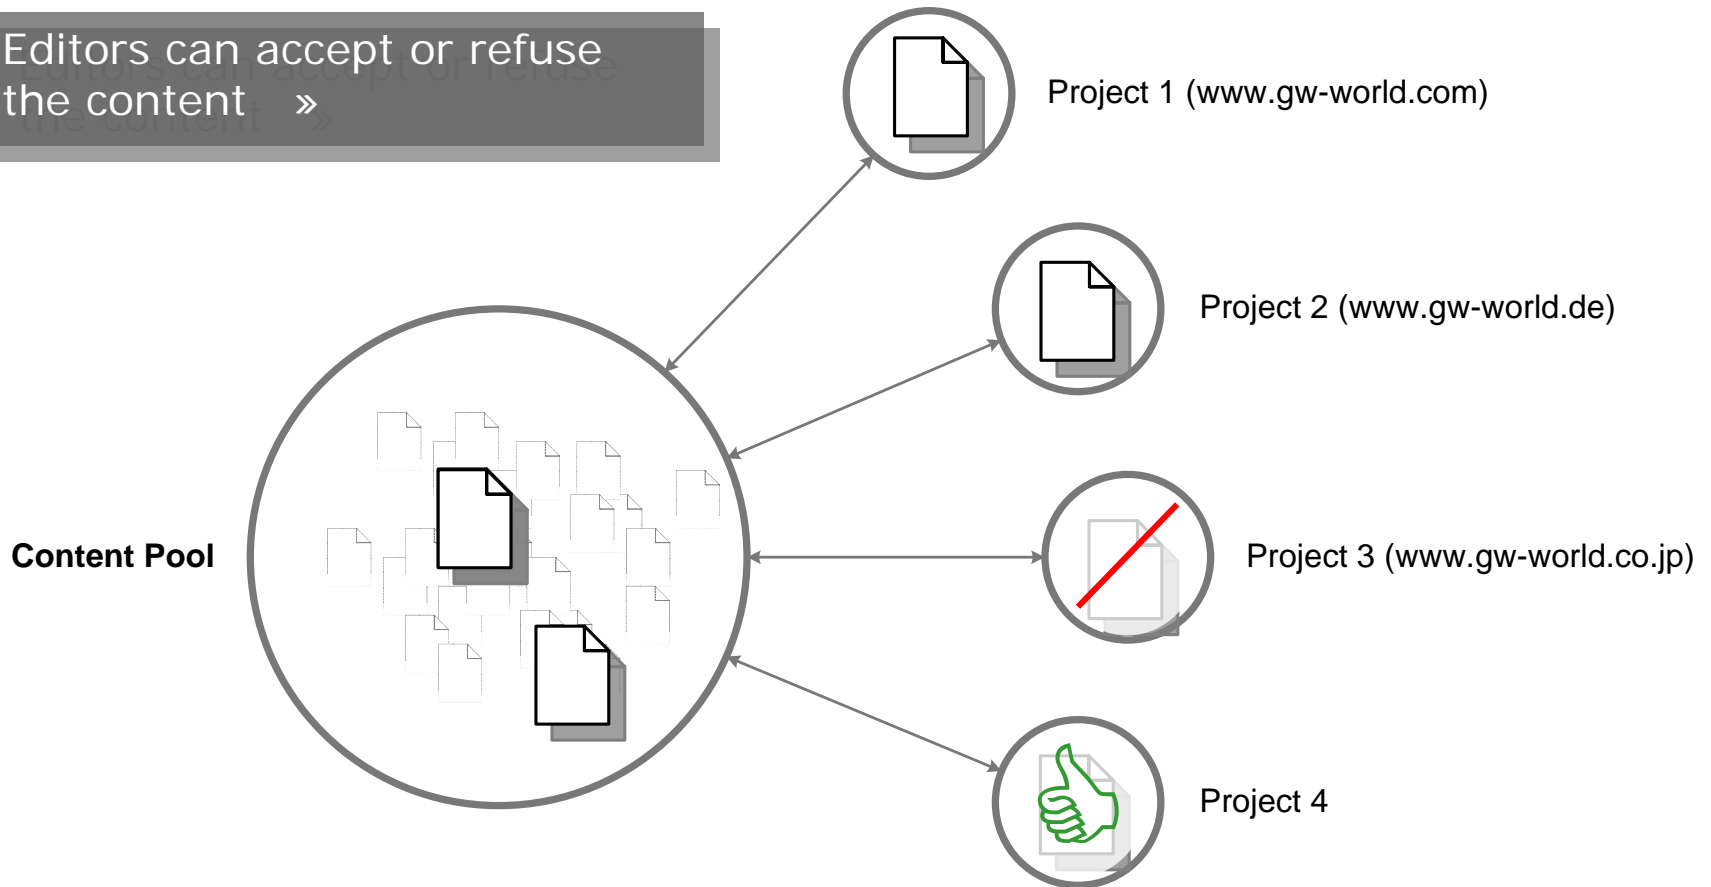 Editors can accept or refuse
the content »
Project 1 (www.gw-world.com)
Project 2 (www.gw-world.de)
Content Pool
Project 3 (www.gw-world.co.jp)
Project 4